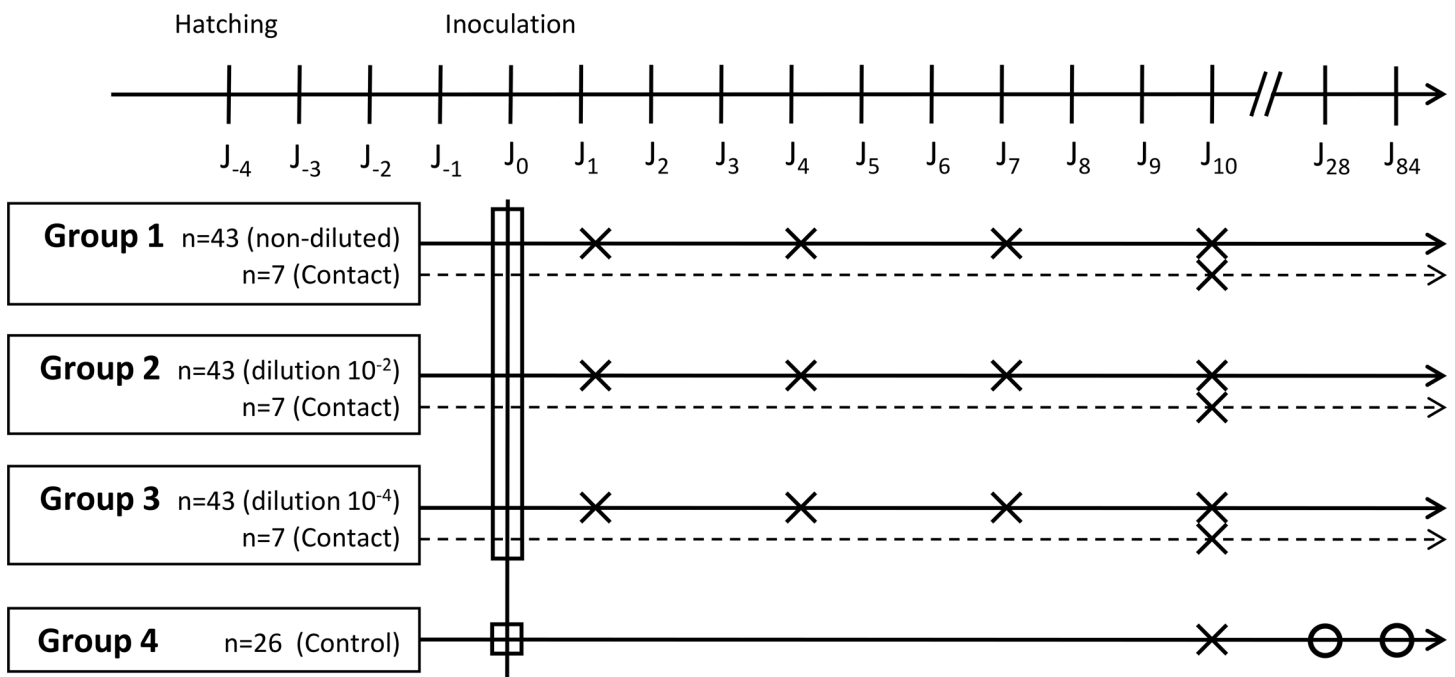 Hatching Inoculation
J-4 J-3 J-2 J-1 J0 J1 J2 J3 J4 J5 J6 J7 J8 J9 J10 J28 J84
Group 1 n=43 (non-diluted)
n=7 (Contact)
Group 2 n=43 (dilution 10-2)
n=7 (Contact)
Group 3 n=43 (dilution 10-4)
n=7 (Contact)
Group 4 n=26 (Control)